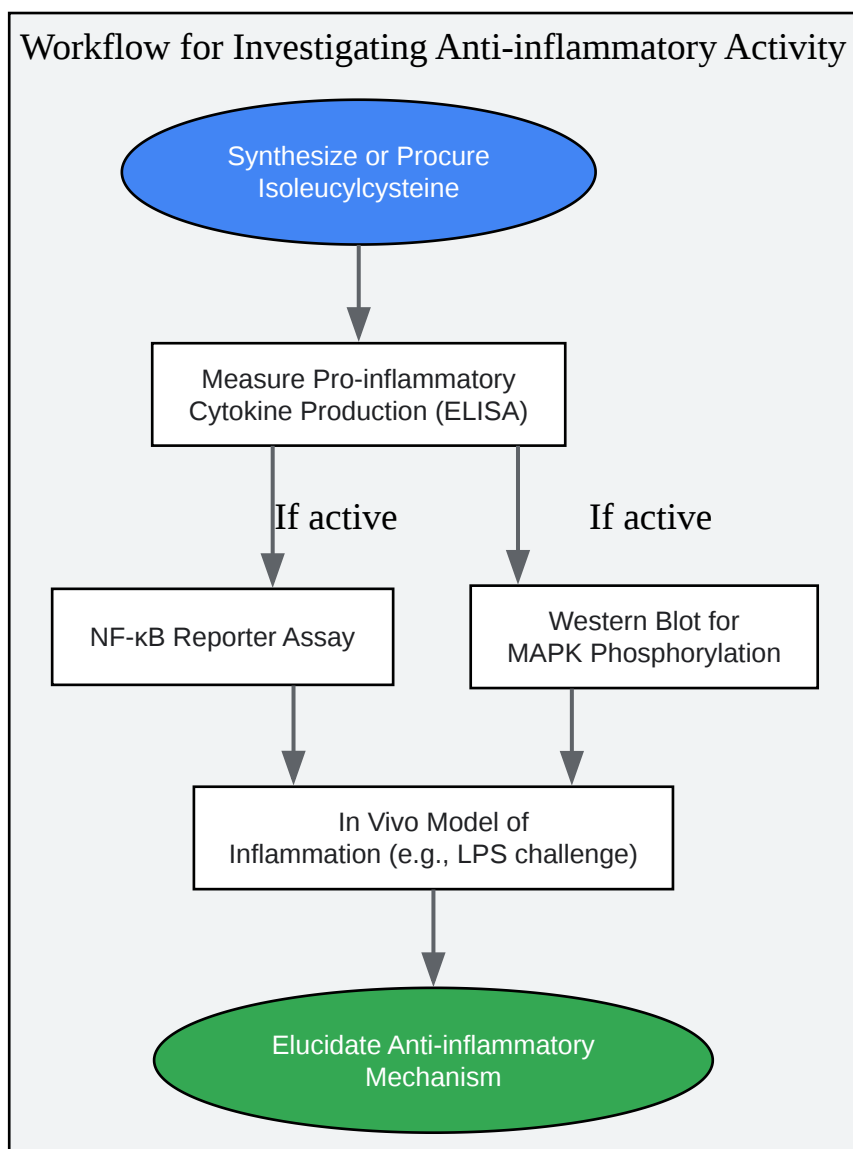 Workflow for Investigating Anti-inflammatory Activity
Synthesize or Procure
Isoleucylcysteine
Measure Pro-inflammatory
Cytokine Production (ELISA)
If active
If active
NF-κB Reporter Assay
Western Blot for
MAPK Phosphorylation
In Vivo Model of
Inflammation (e.g., LPS challenge)
Elucidate Anti-inflammatory
Mechanism